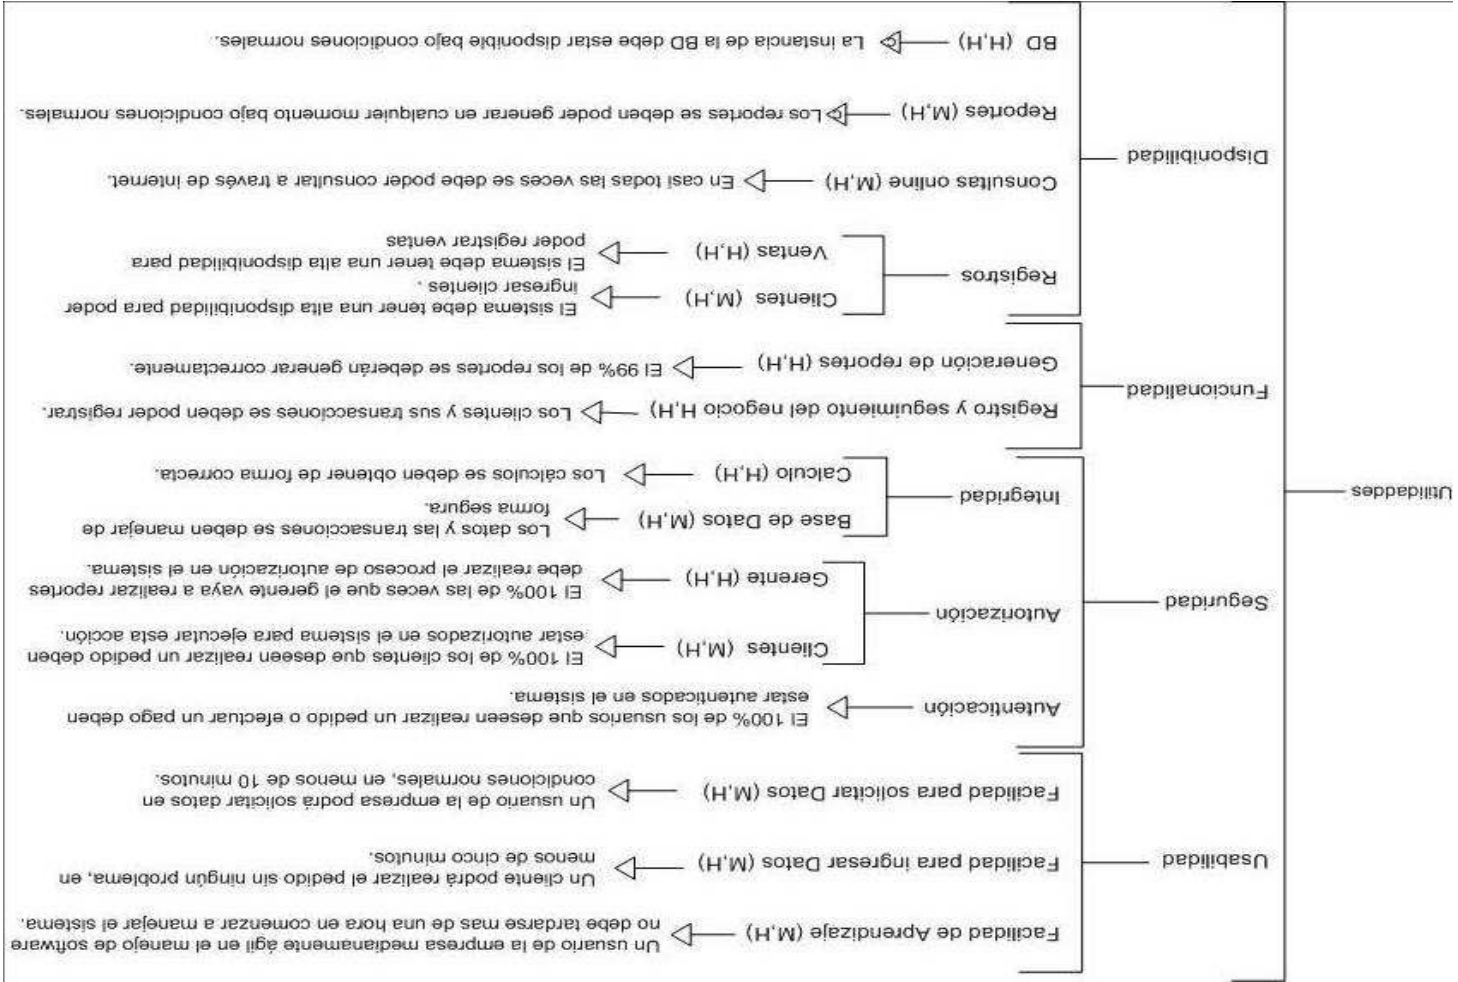 Utilidaddes
Usabilidad
Facilidad de Aprendizaje (M,H)
Un usuario de la empresa medianamente ágil en el manejo de software
no debe tardarse mas de una hora en comenzar a manejar el sistema.
Facilidad para ingresar Datos (M,H)
Un cliente podrá realizar el pedido sin ningún problema, en
menos de cinco minutos.
Facilidad para solicitar Datos (M,H)
Un usuario de la empresa podrá solicitar datos en
condiciones normales, en menos de 10 minutos.
Seguridad
Autenticación
El 100% de los usuarios que deseen realizar un pedido o efectuar un pago deben
estar autenticados en el sistema.
Autorización
Clientes (M,H)
El 100% de los clientes que deseen realizar un pedido deben
estar autorizados en el sistema para ejecutar esta acción.
Gerente (H,H)
El 100% de las veces que el gerente vaya a realizar reportes
debe realizar el proceso de autorización en el sistema.
Integridad
Base de Datos (M,H)
Los datos y las transacciones se deben manejar de
forma segura.
Calculo (H,H)
Los cálculos se deben obtener de forma correcta.
Funcionalidad
Registro y seguimiento del negocio H,H)
Los clientes y sus transacciones se deben poder registrar.
Generación de reportes (H,H)
El 99% de los reportes se deberán generar correctamente.
Disponibilidad
Registros
Clientes (M,H)
El sistema debe tener una alta disponibilidad para poder
ingresar clientes .
Ventas (H,H)
El sistema debe tener una alta disponibilidad para
poder registrar ventas
Consultas online (M,H)
En casi todas las veces se debe poder consultar a través de internet.
Reportes (M,H)
Los reportes se deben poder generar en cualquier momento bajo condiciones normales.
BD (H,H)
La instancia de la BD debe estar disponible bajo condiciones normales.